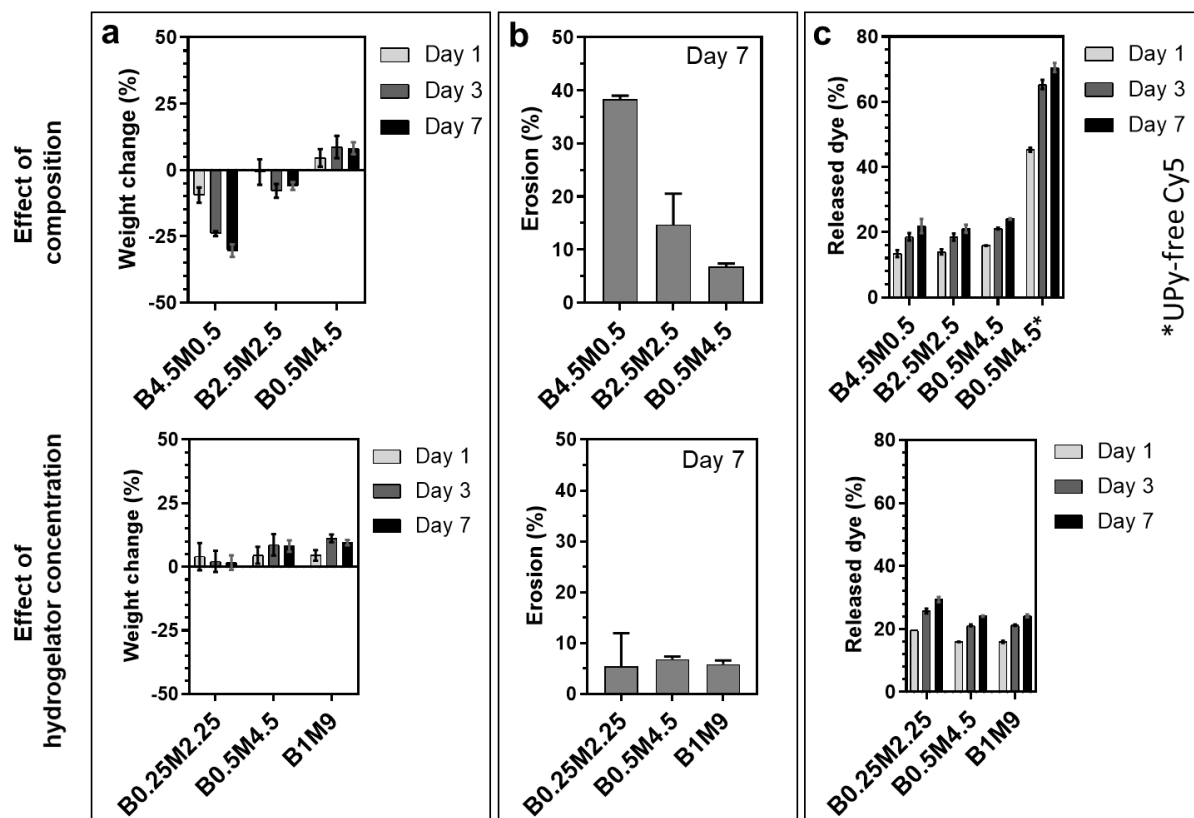 Effect of
composition
a
Weight change (%)
50
25
0
-25
-50
Day 1
Day 3
Day 7
B4.5M0.5
B2.5M2.5
B0.5M4.5
b
Day 7
Erosion (%)
50
40
30
20
10
0
B4.5M0.5
B2.5M2.5
B0.5M4.5
c
Released dye (%)
80
60
40
20
0
Day 1
Day 3
Day 7
B4.5M0.5
B2.5M2.5
B0.5M4.5
B0.5M4.5*
*UPy-free Cy5
Effect of
hydrogelator concentration
Weight change (%)
50
25
0
-25
-50
Day 1
Day 3
Day 7
B0.25M2.25
B0.5M4.5
B1M9
Day 7
Erosion (%)
50
40
30
20
10
0
B0.25M2.25
B0.5M4.5
B1M9
Released dye (%)
80
60
40
20
0
Day 1
Day 3
Day 7
B0.25M2.25
B0.5M4.5
B1M9